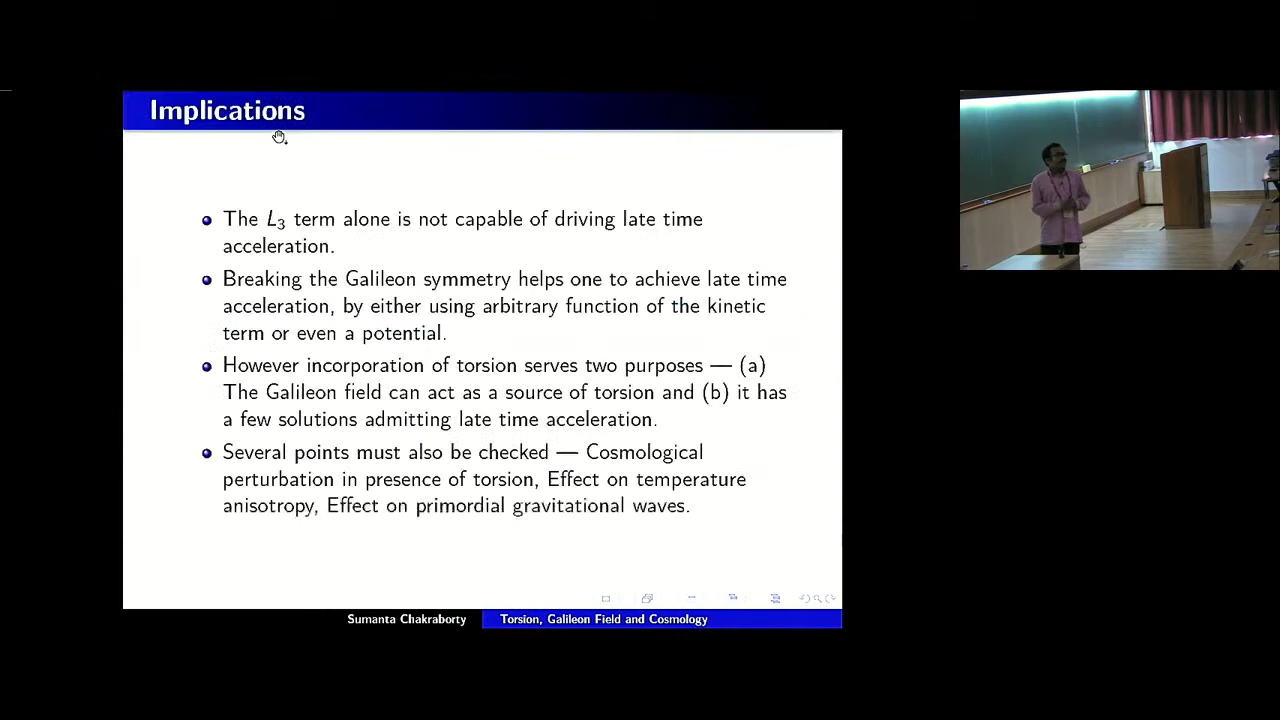 Implications
The L3 term alone is not capable of driving late time
acceleration.
Breaking the Galileon symmetry helps one to achieve late time
acceleration, by either using arbitrary function of the kinetic
term or even a potential.
However incorporation of torsion serves two purposes — (a)
The Galileon field can act as a source of torsion and (b) it has
a few solutions admitting late time acceleration.
Several points must also be checked — Cosmological
perturbation in presence of torsion, Effect on temperature
anisotropy, Effect on primordial gravitational waves.
Sumanta Chakraborty
Torsion, Galileon Field and Cosmology